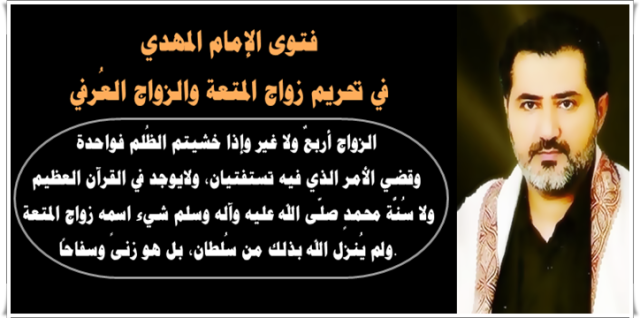 فتوى الإمام المهدي
في تحريم زواج المتعة والزواج العُرفي
الزواج أربعٌ ولا غير وإذا خشيتم الظُلم فواحدة
وقضي الأمر الذي فيه تستفتيان، ولايوجد في القرآن العظيم
ولا سُنّة محمدٍ صلّى الله عليه وآله وسلم شيء اسمه زواج المتعة
ولم يُنزل الله بذلك من سُلطان، بل هو زنىً وسفاحًا.